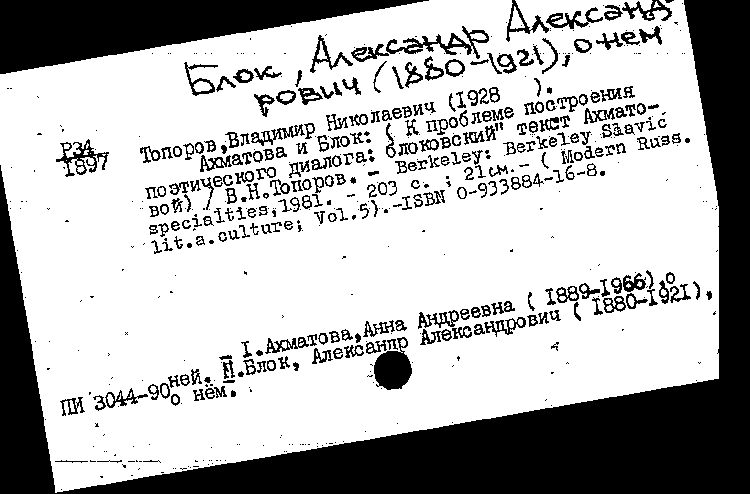 Блок, Александр Александ
рович (1880-1921), о нем
Р34
1897
Топоров,Владимир Николаевич (1928 ).
Ахматова и Блок: ( К проблеме построения
поэтического диалога: блоковский" текст Ахмато-
вой) / В.Н.Топоров. - Berkeley: Berkeley Slavic
specialties,1981. - 203 с. ; 21см.- ( Modern Russ.
lit.a.culture; Vol.5).-ISBN 0-933884-16-8.
I.Ахматова,Анна Андреевна ( 1889-1966),о
ней. II.Блок, Александр Александрович ( 1880-1921),
о нём.
ПИ 3044-90